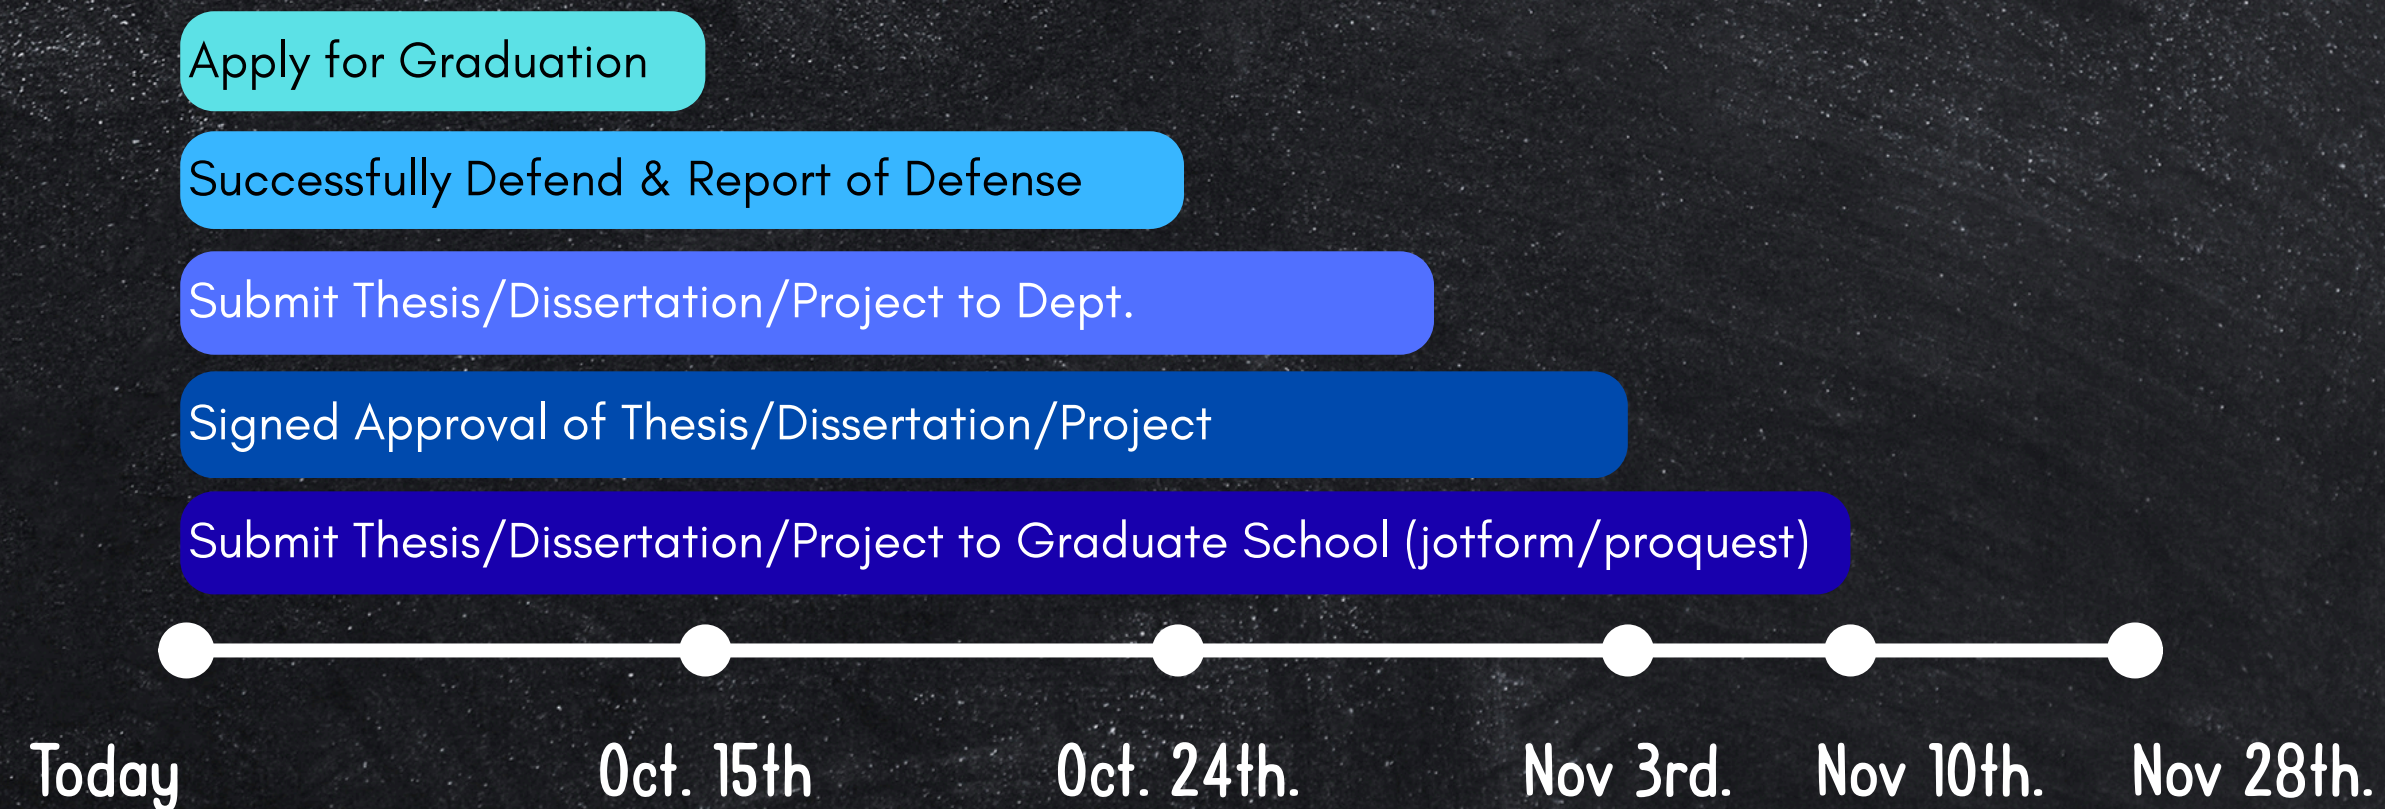 Apply for Graduation
Successfully Defend & Report of Defense
Submit Thesis/Dissertation/Project to Dept.
Signed Approval of Thesis/Dissertation/Project
Submit Thesis/Dissertation/Project to Graduate School (jotform/proquest)
Today Oct. 15th Oct. 24th. Nov 3rd. Nov 10th. Nov 28th.